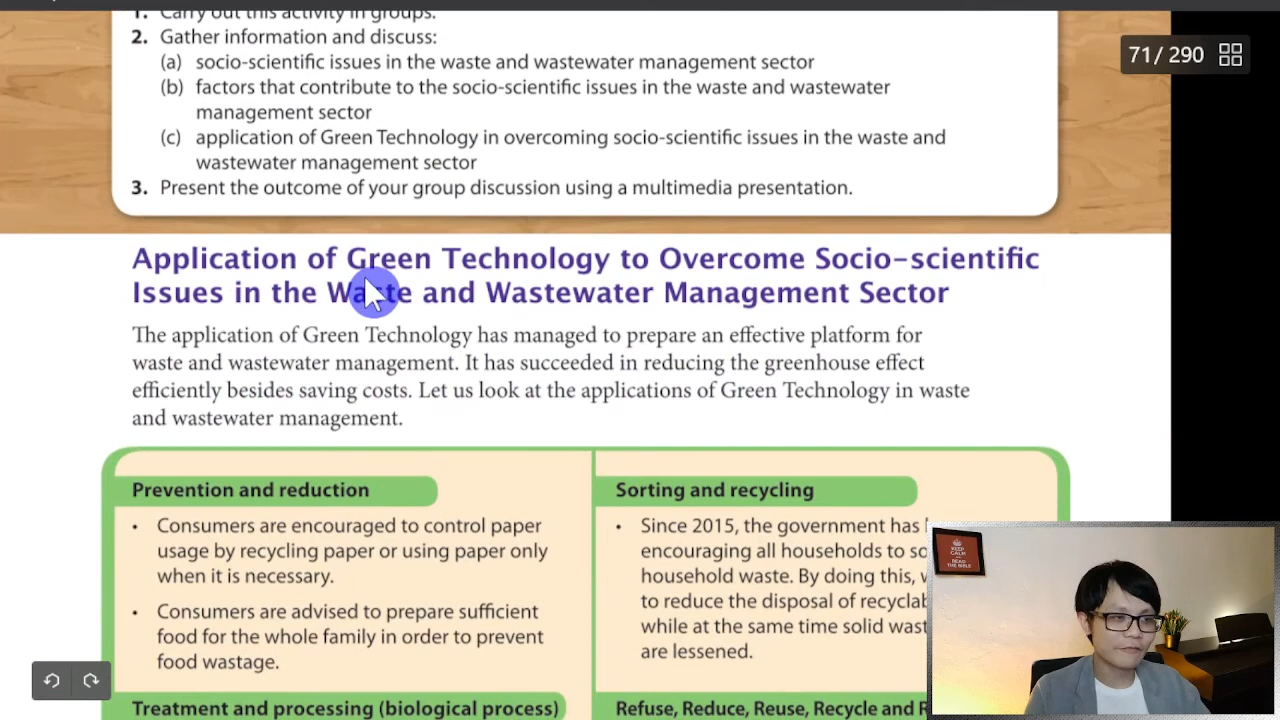 1. Carry out this activity in groups.
2. Gather information and discuss:
(a) socio-scientific issues in the waste and wastewater management sector
(b) factors that contribute to the socio-scientific issues in the waste and wastewater
management sector
(c) application of Green Technology in overcoming socio-scientific issues in the waste and
wastewater management sector
3. Present the outcome of your group discussion using a multimedia presentation.
71/290
Application of Green Technology to Overcome Socio-scientific
Issues in the Waste and Wastewater Management Sector
The application of Green Technology has managed to prepare an effective platform for
waste and wastewater management. It has succeeded in reducing the greenhouse effect
efficiently besides saving costs. Let us look at the applications of Green Technology in waste
and wastewater management.
Prevention and reduction
• Consumers are encouraged to control paper
usage by recycling paper or using paper only
when it is necessary.
• Consumers are advised to prepare sufficient
food for the whole family in order to prevent
food wastage.
Sorting and recycling
• Since 2015, the government has
encouraging all households to
household waste. By doing this,
to reduce the disposal of
while at the same time solid
are lessened.
Treatment and processing (biological process)
Refuse, Reduce, Reuse, Recycle and
KEEP
CALM
AND
READ
THE BIBLE